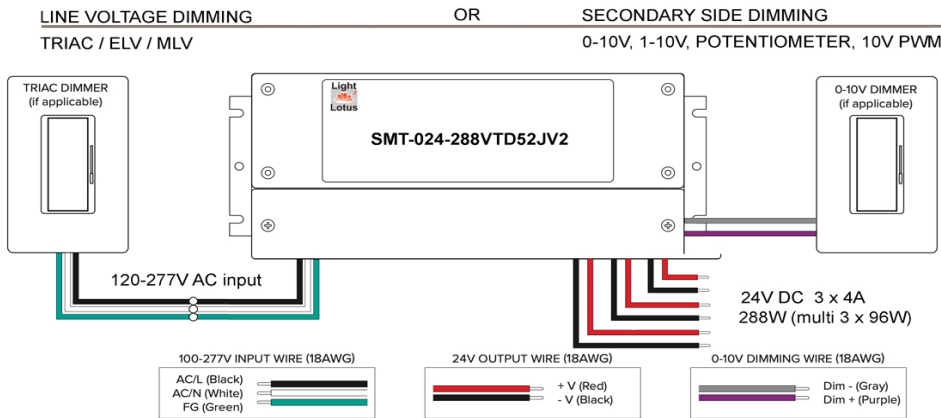 LINE VOLTAGE DIMMING
OR
SECONDARY SIDE DIMMING
TRIAC / ELV / MLV
0-10V, 1-10V, POTENTIOMETER, 10V PWM
TRIAC DIMMER
(if applicable)
Light
Lotus
SMT-024-288VTD52JV2
0-10V DIMMER
(if applicable)
120-277V AC input
24V DC 3 x 4A
288W (multi 3 x 96W)
100-277V INPUT WIRE (18AWG)
AC/L (Black)
AC/N (White)
FG (Green)
24V OUTPUT WIRE (18AWG)
+ V (Red)
- V (Black)
0-10V DIMMING WIRE (18AWG)
Dim - (Gray)
Dim + (Purple)